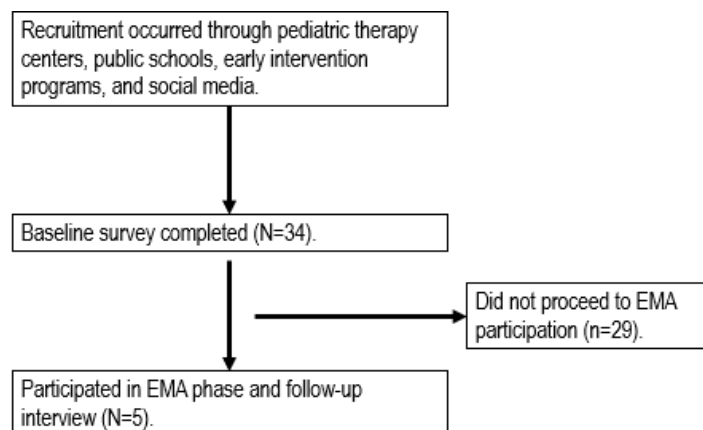 Recruitment occurred through pediatric therapy
centers, public schools, early intervention
programs, and social media.
Baseline survey completed (N=34).
Did not proceed to EMA
participation (n=29).
Participated in EMA phase and follow-up
interview (N=5).